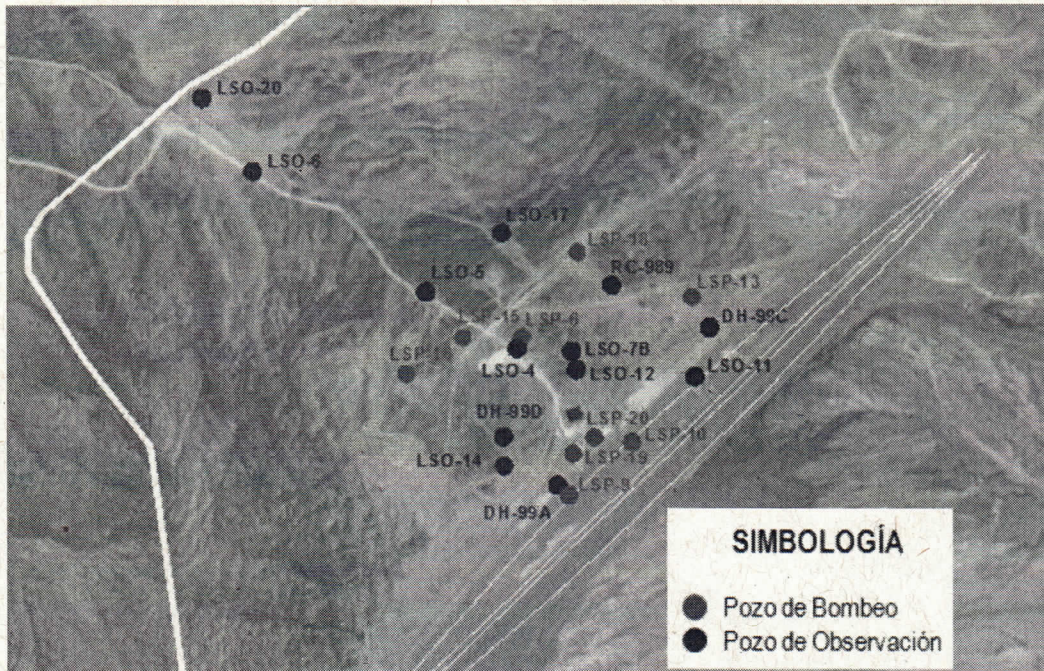 LSO-20
LSO-6
LSO-17
LSP-18
RC-989
LSO-5
LSP-13
DH-99C
LSP-15
LSP-6
LSO-7B
LSP-16
LSO-4
LSO-12
LSO-11
DH-99D
LSP-20
LSP-10
LSO-14
LSP-19
LSP-9
DH-99A
SIMBOLOGÍA
Pozo de Bombeo
Pozo de Observación